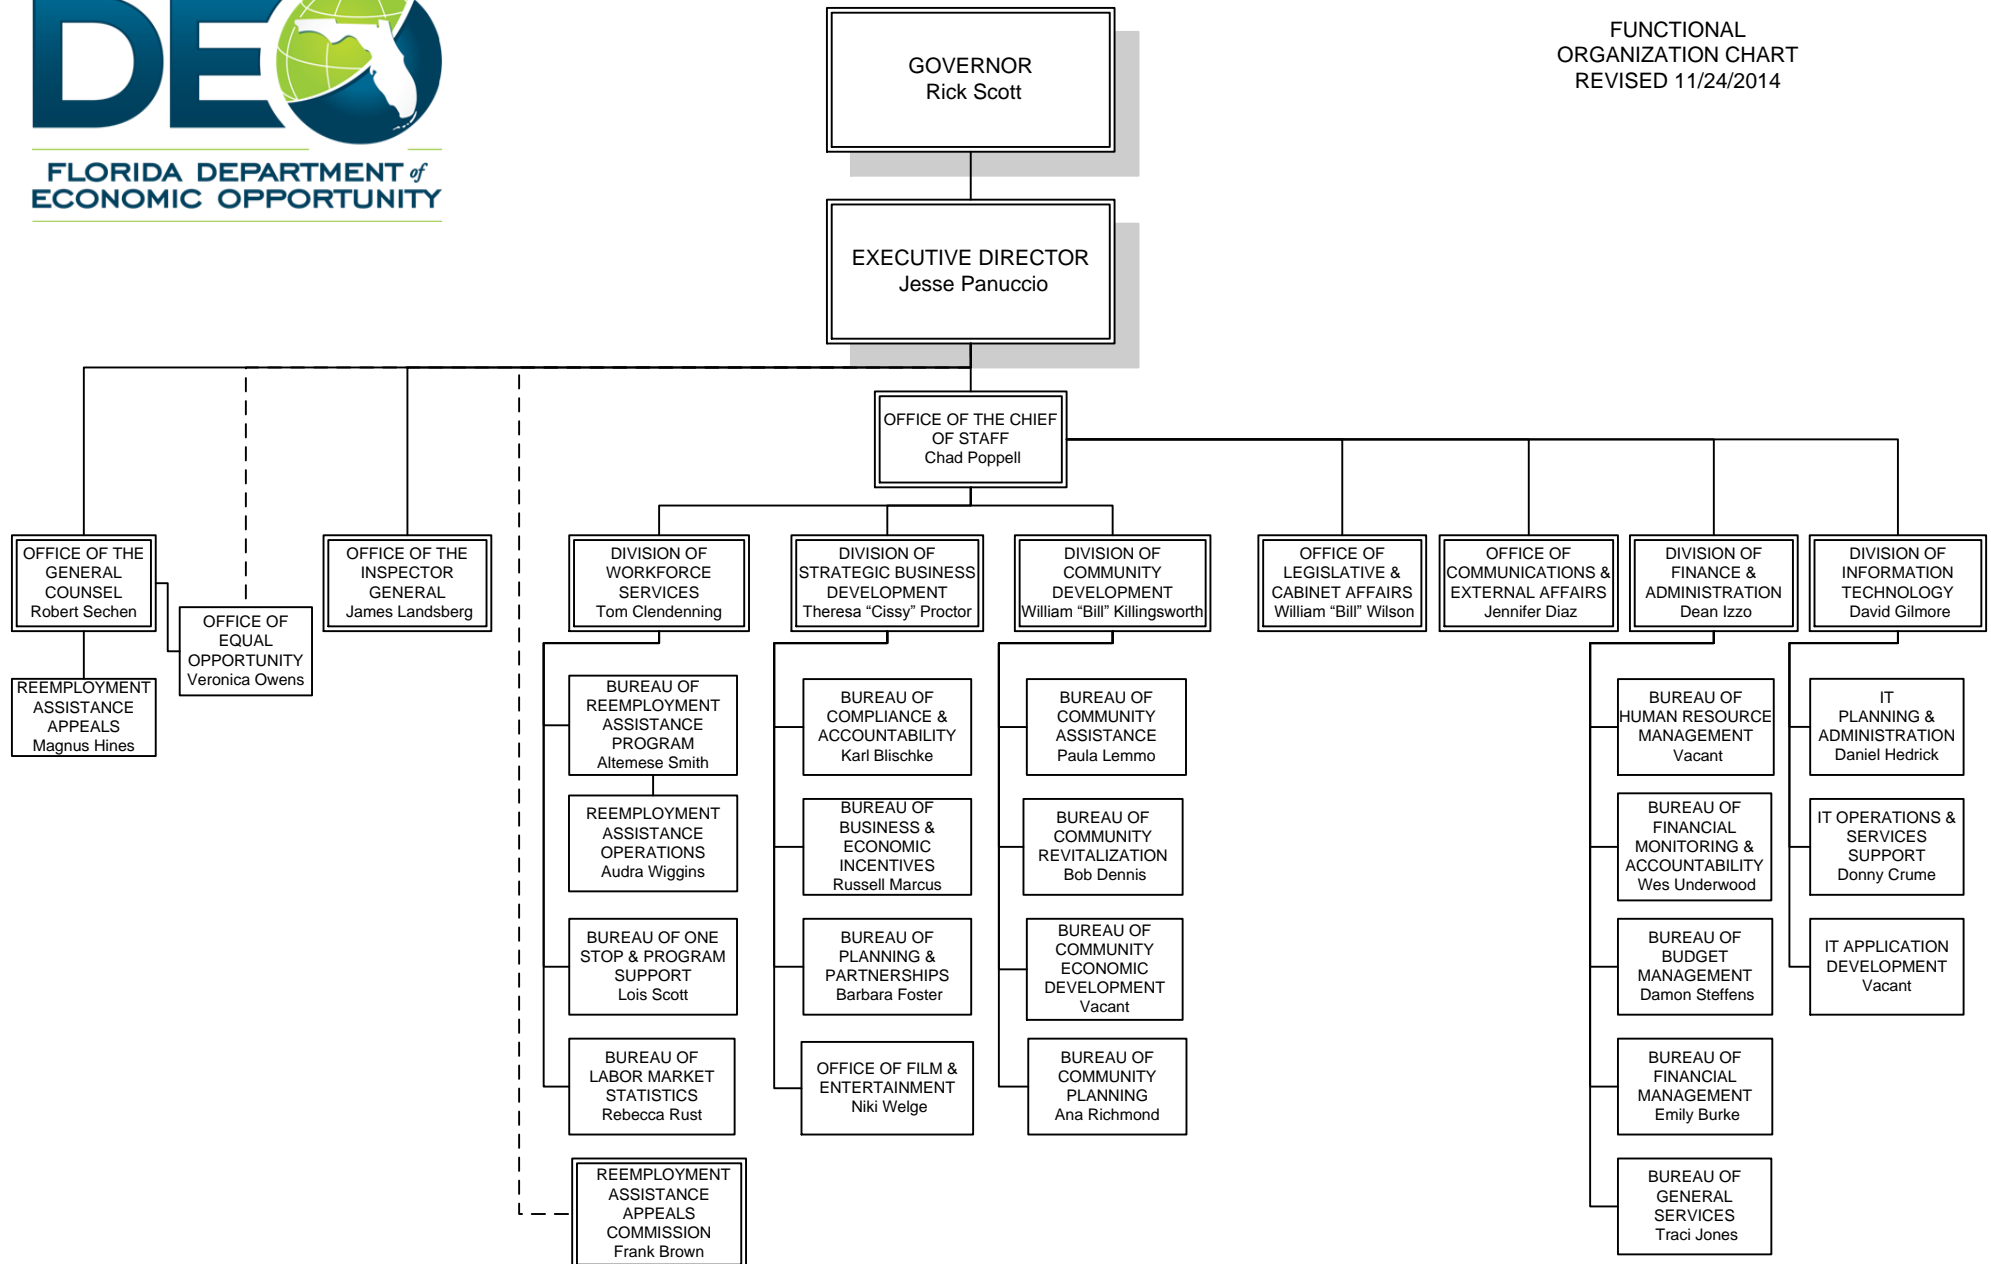 DEO
FLORIDA DEPARTMENT of
ECONOMIC OPPORTUNITY
FUNCTIONAL
ORGANIZATION CHART
REVISED 11/24/2014
GOVERNOR
Rick Scott
EXECUTIVE DIRECTOR
Jesse Panuccio
OFFICE OF THE CHIEF
OF STAFF
Chad Poppell
OFFICE OF THE
GENERAL
COUNSEL
Robert Sechen
OFFICE OF
EQUAL
OPPORTUNITY
Veronica Owens
REEMPLOYMENT
ASSISTANCE
APPEALS
Magnus Hines
OFFICE OF THE
INSPECTOR
GENERAL
James Landsberg
DIVISION OF
WORKFORCE
SERVICES
Tom Clendenning
BUREAU OF
REEMPLOYMENT
ASSISTANCE
PROGRAM
Altemese Smith
REEMPLOYMENT
ASSISTANCE
OPERATIONS
Audra Wiggins
BUREAU OF ONE
STOP & PROGRAM
SUPPORT
Lois Scott
BUREAU OF
LABOR MARKET
STATISTICS
Rebecca Rust
REEMPLOYMENT
ASSISTANCE
APPEALS
COMMISSION
Frank Brown
DIVISION OF
STRATEGIC BUSINESS
DEVELOPMENT
Theresa “Cissy” Proctor
BUREAU OF
COMPLIANCE &
ACCOUNTABILITY
Karl Blischke
BUREAU OF
BUSINESS &
ECONOMIC
INCENTIVES
Russell Marcus
BUREAU OF
PLANNING &
PARTNERSHIPS
Barbara Foster
OFFICE OF FILM &
ENTERTAINMENT
Niki Welge
DIVISION OF
COMMUNITY
DEVELOPMENT
William “Bill” Killingsworth
BUREAU OF
COMMUNITY
ASSISTANCE
Paula Lemmo
BUREAU OF
COMMUNITY
REVITALIZATION
Bob Dennis
BUREAU OF
COMMUNITY
ECONOMIC
DEVELOPMENT
Vacant
BUREAU OF
COMMUNITY
PLANNING
Ana Richmond
OFFICE OF
LEGISLATIVE &
CABINET AFFAIRS
William “Bill” Wilson
OFFICE OF
COMMUNICATIONS &
EXTERNAL AFFAIRS
Jennifer Diaz
DIVISION OF
FINANCE &
ADMINISTRATION
Dean Izzo
BUREAU OF
HUMAN RESOURCE
MANAGEMENT
Vacant
BUREAU OF
FINANCIAL
MONITORING &
ACCOUNTABILITY
Wes Underwood
BUREAU OF
BUDGET
MANAGEMENT
Damon Steffens
BUREAU OF
FINANCIAL
MANAGEMENT
Emily Burke
BUREAU OF
GENERAL
SERVICES
Traci Jones
DIVISION OF
INFORMATION
TECHNOLOGY
David Gilmore
IT
PLANNING &
ADMINISTRATION
Daniel Hedrick
IT OPERATIONS &
SERVICES
SUPPORT
Donny Crume
IT APPLICATION
DEVELOPMENT
Vacant